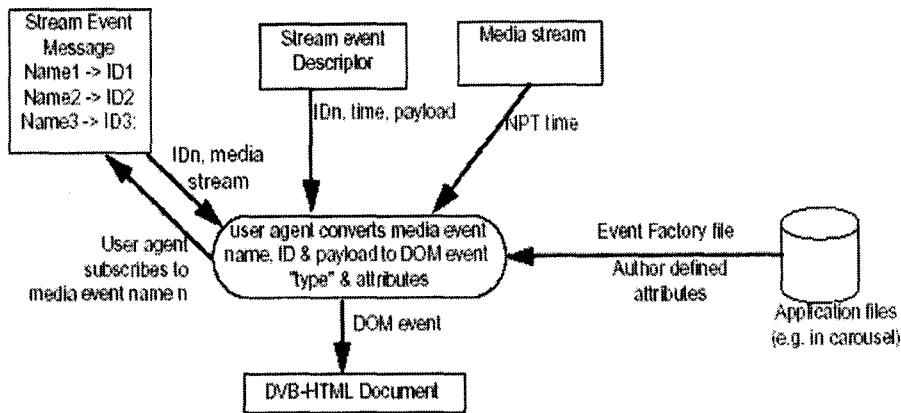 Stream Event
Message
Name1 -> ID1
Name2 -> ID2
Name3 -> ID3:
Stream event
Descriptor
Media stream
IDn, time, payload
NPT time
IDn, media
stream
User agent
subscribes to
media event name n
user agent converts media event
name, ID & payload to DOM event
"type" & attributes
Event Factory file
Author defined
attributes
Application files
(e.g. in carousel)
DOM event
DVB-HTML Document